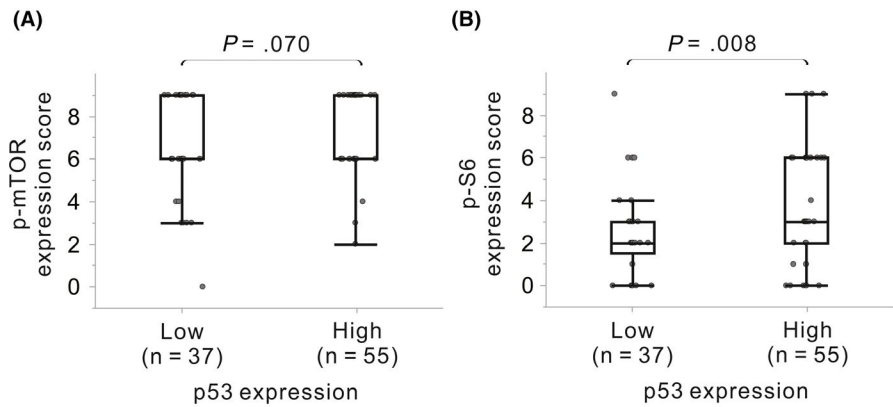 (A)
P = .070
p-mTOR
expression score
8
6
4
2
0
Low
(n = 37)
High
(n = 55)
p53 expression
(B)
P = .008
p-S6
expression score
8
6
4
2
0
Low
(n = 37)
High
(n = 55)
p53 expression